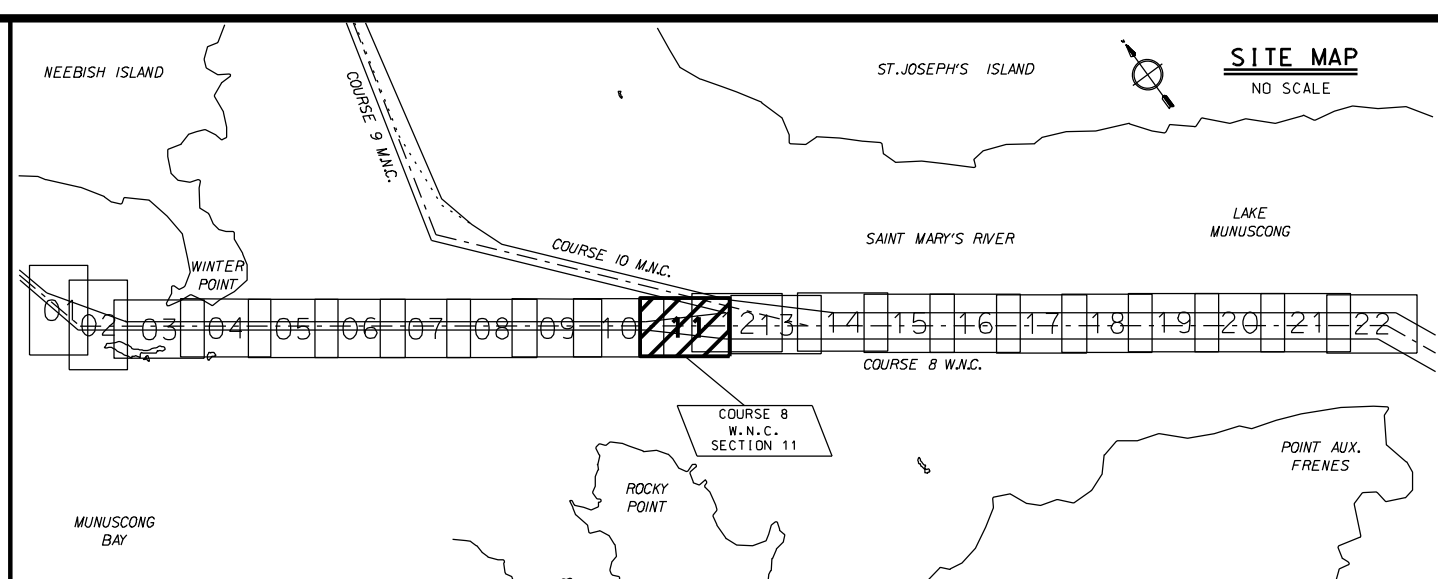 NEEBISH ISLAND
ST.JOSEPH'S ISLAND
SITE MAP
NO SCALE
COURSE 9 M.N.C.
LAKE
MUNUSCONG
SAINT MARY'S RIVER
COURSE 10 M.N.C.
WINTER
POINT
01 02 03 04 05 06 07 08 09 10 11 12 13 14 15 16 17 18 19 20 21 22
COURSE 8 W.N.C.
COURSE 8
W.N.C.
SECTION 11
POINT AUX.
FRENES
ROCKY
POINT
MUNUSCONG
BAY